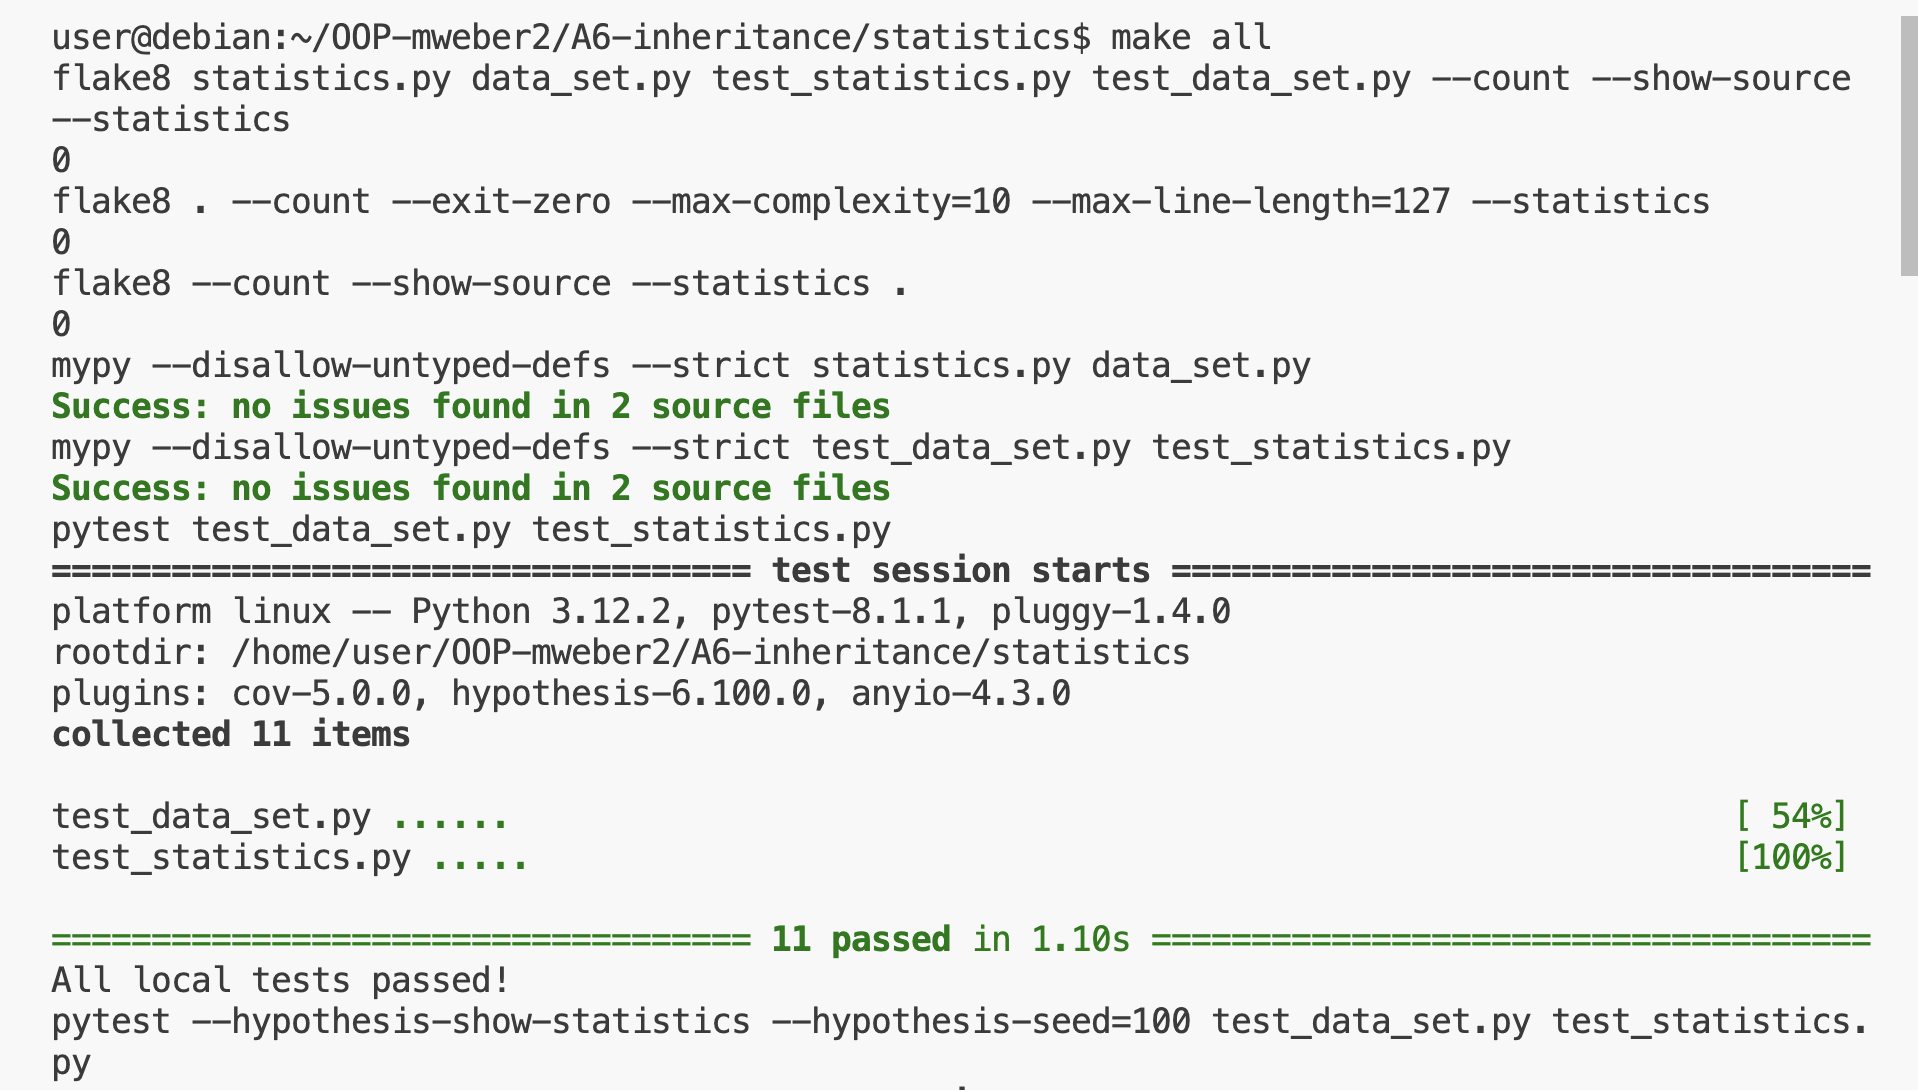 user@debian:~/OOP-mweber2/A6-inheritance/statistics$ make all
flake8 statistics.py data_set.py test_statistics.py test_data_set.py --count --show-source
--statistics
0
flake8 . --count --exit-zero --max-complexity=10 --max-line-length=127 --statistics
0
flake8 --count --show-source --statistics .
0
mypy --disallow-untyped-defs --strict statistics.py data_set.py
Success: no issues found in 2 source files
mypy --disallow-untyped-defs --strict test_data_set.py test_statistics.py
Success: no issues found in 2 source files
pytest test_data_set.py test_statistics.py
=================================== test session starts ===================================
platform linux -- Python 3.12.2, pytest-8.1.1, pluggy-1.4.0
rootdir: /home/user/OOP-mweber2/A6-inheritance/statistics
plugins: cov-5.0.0, hypothesis-6.100.0, anyio-4.3.0
collected 11 items
test_data_set.py ...... [ 54%]
test_statistics.py ..... [100%]
=================================== 11 passed in 1.10s ====================================
All local tests passed!
pytest --hypothesis-show-statistics --hypothesis-seed=100 test_data_set.py test_statistics.
py